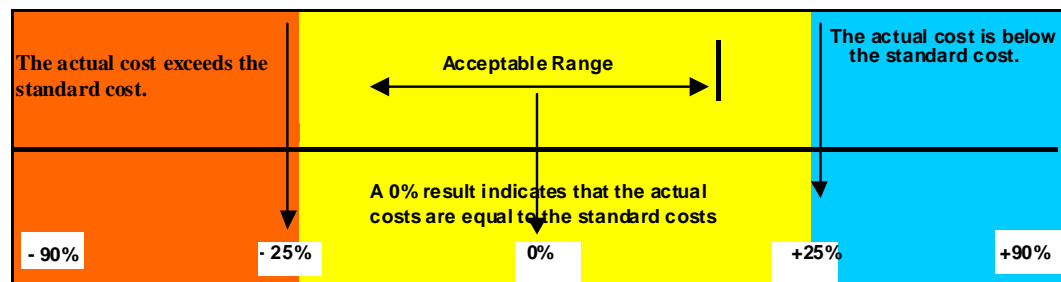 The actual cost exceeds the
standard cost.
Acceptable Range
The actual cost is below
the standard cost.
A 0% result indicates that the actual
costs are equal to the standard costs
- 90%
- 25%
0%
+25%
+90%